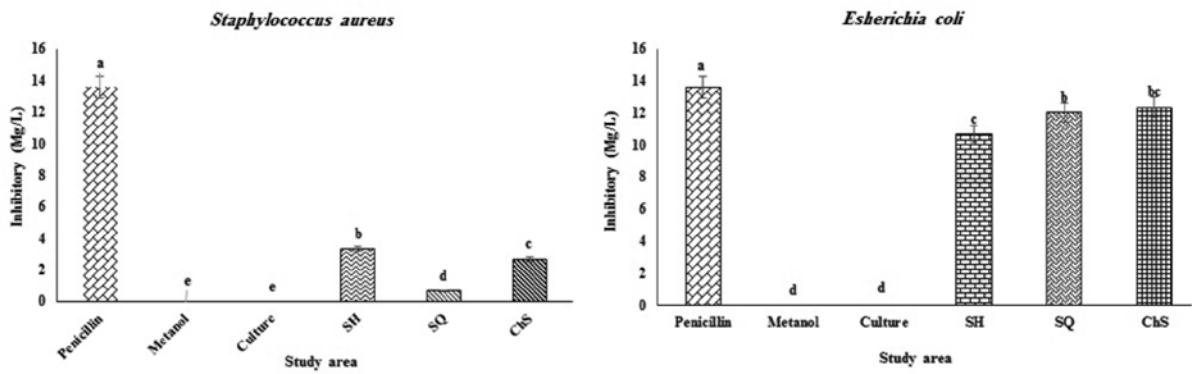 Staphylococcus aureus
16
14
12
10
8
6
4
2
0
Inhibitory (Mg/L)
a
e
e
b
d
c
Penicillin
Metanol
Culture
SH
SQ
ChS
Study area
Esherichia coli
16
14
12
10
8
6
4
2
0
Inhibitory (Mg/L)
a
d
d
c
b
bc
Penicillin
Metanol
Culture
SH
SQ
ChS
Study area